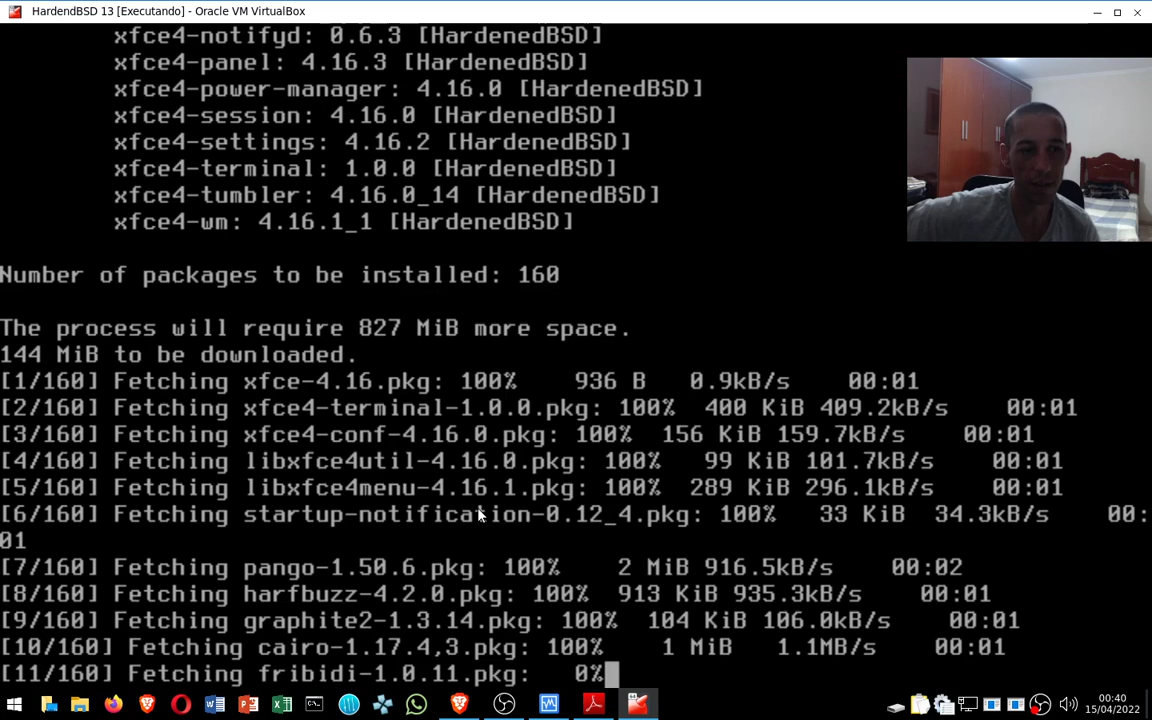 HardendBSD 13 [Executando] - Oracle VM VirtualBox
xfce4-notifyd: 0.6.3 [HardenedBSD]
xfce4-panel: 4.16.3 [HardenedBSD]
xfce4-power-manager: 4.16.0 [HardenedBSD]
xfce4-session: 4.16.0 [HardenedBSD]
xfce4-settings: 4.16.2 [HardenedBSD]
xfce4-terminal: 1.0.0 [HardenedBSD]
xfce4-tumbler: 4.16.0_14 [HardenedBSD]
xfce4-wm: 4.16.1_1 [HardenedBSD]
Number of packages to be installed: 160
The process will require 827 MiB more space.
144 MiB to be downloaded.
[1/160] Fetching xfce-4.16.pkg: 100% 936 B 0.9kB/s 00:01
[2/160] Fetching xfce4-terminal-1.0.0.pkg: 100% 400 KiB 409.2kB/s 00:01
[3/160] Fetching xfce4-conf-4.16.0.pkg: 100% 156 KiB 159.7kB/s 00:01
[4/160] Fetching libxfce4util-4.16.0.pkg: 100% 99 KiB 101.7kB/s 00:01
[5/160] Fetching libxfce4menu-4.16.1.pkg: 100% 289 KiB 296.1kB/s 00:01
[6/160] Fetching startup-notification-0.12_4.pkg: 100% 33 KiB 34.3kB/s 00:
01
[7/160] Fetching pango-1.50.6.pkg: 100% 2 MiB 916.5kB/s 00:02
[8/160] Fetching harfbuzz-4.2.0.pkg: 100% 913 KiB 935.3kB/s 00:01
[9/160] Fetching graphite2-1.3.14.pkg: 100% 104 KiB 106.0kB/s 00:01
[10/160] Fetching cairo-1.17.4,3.pkg: 100% 1 MiB 1.1MB/s 00:01
[11/160] Fetching fribidi-1.0.11.pkg: 0%
00:40
15/04/2022